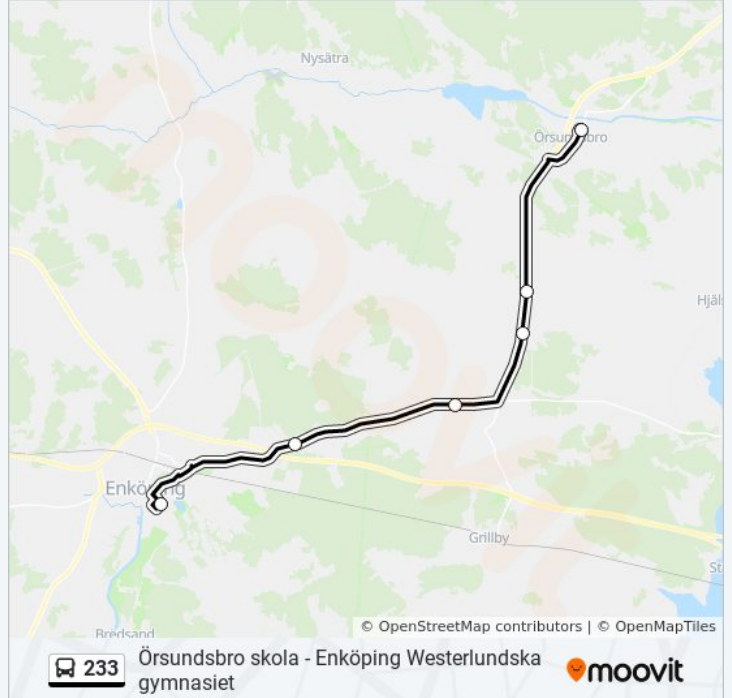 Nysätra
Örsundsbro
Hjäls
Enköping
Grillby
St
Bredsand
© OpenStreetMap contributors | © OpenMapTiles
233
Örsundsbro skola - Enköping Westerlundska
gymnasiet
moovit